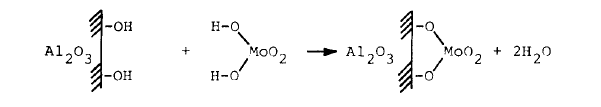 OH H-O O
Al₂O₃ + MoO₂ Al₂O₃ MoO₂ + 2H₂O
OH H-O O